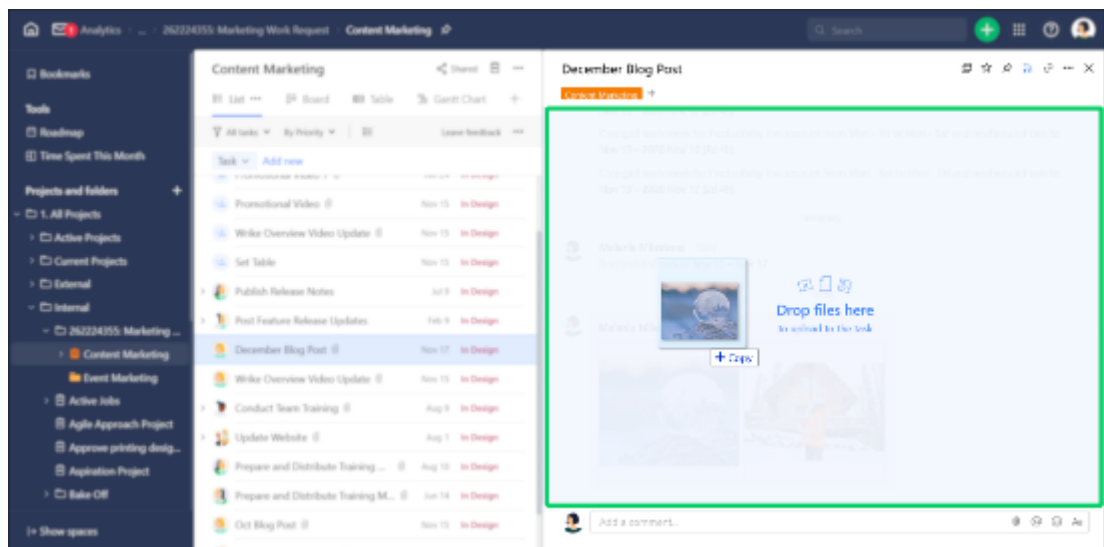 1 Analytics ... 262224355: Marketing Work Request Content Marketing
Search
Bookmarks
Tools
Roadmap
Time Spent This Month
Projects and folders +
1. All Projects
Active Projects
Current Projects
External
Internal
262224355: Marketing ...
Content Marketing
Event Marketing
Active Jobs
Agile Approach Project
Approve printing desig...
Aspiration Project
Bake Off
Show spaces
Content Marketing Shared
List Board Table Gantt Chart +
All tasks By Priority Leave feedback
Task Add new
Promotional Video Nov 15 In Design
Wrike Overview Video Update Nov 15 In Design
Set Table Nov 15 In Design
Publish Release Notes Jul 9 In Design
Post Feature Release Updates Feb 8 In Design
December Blog Post Nov 17 In Design
Wrike Overview Video Update Nov 15 In Design
Conduct Team Training Aug 9 In Design
Update Website Aug 1 In Design
Prepare and Distribute Training ... Aug 10 In Design
Prepare and Distribute Training M... Jun 14 In Design
Oct Blog Post Nov 15 In Design
December Blog Post
Content Marketing +
Drop files here
to upload to the task
+ Copy
Add a comment...